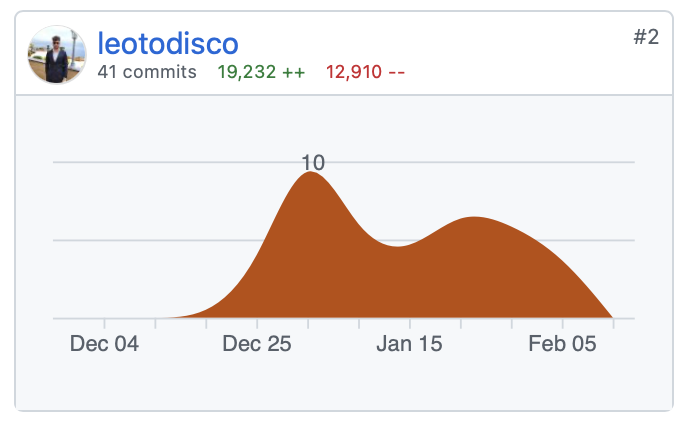 leotodisco #2
41 commits 19,232 ++ 12,910 --
10
Dec 04 Dec 25 Jan 15 Feb 05